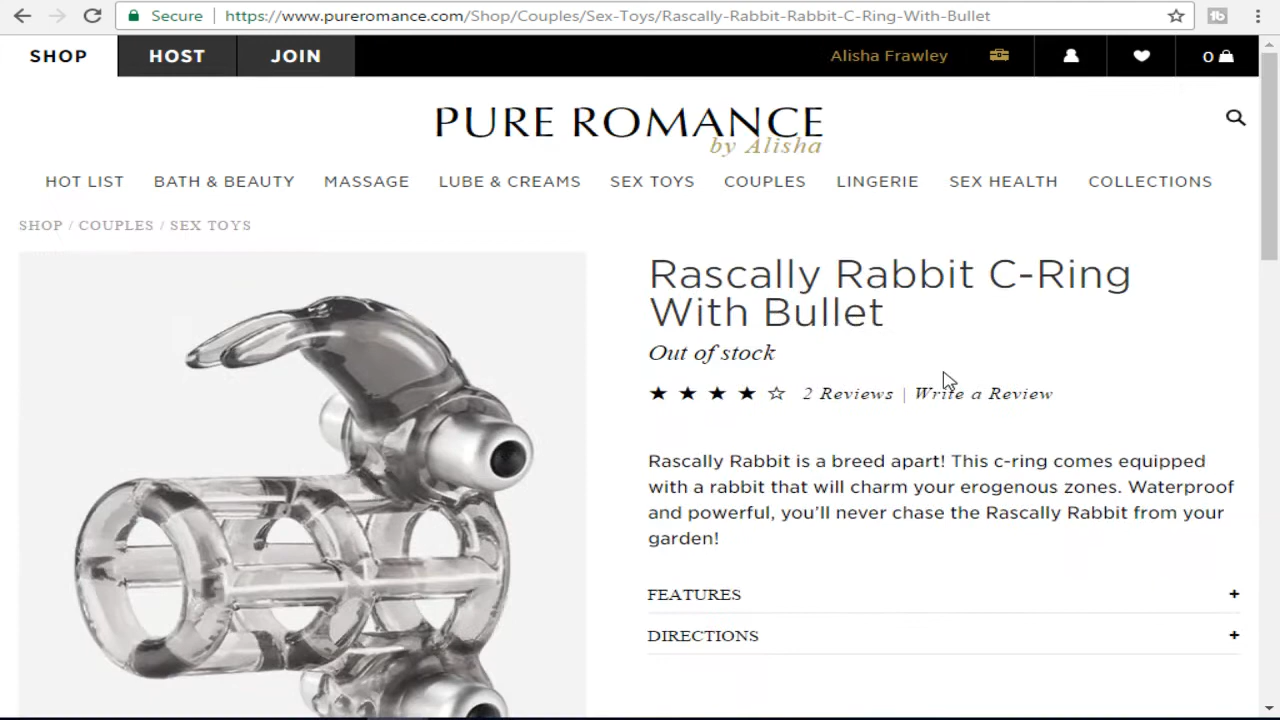 Secure https://www.pureromance.com/Shop/Couples/Sex-Toys/Rascally-Rabbit-Rabbit-C-Ring-With-Bullet
SHOP HOST JOIN Alisha Frawley 0
PURE ROMANCE
by Alisha
HOT LIST BATH & BEAUTY MASSAGE LUBE & CREAMS SEX TOYS COUPLES LINGERIE SEX HEALTH COLLECTIONS
SHOP / COUPLES / SEX TOYS
Rascally Rabbit C-Ring
With Bullet
Out of stock
2 Reviews | Write a Review
Rascally Rabbit is a breed apart! This c-ring comes equipped
with a rabbit that will charm your erogenous zones. Waterproof
and powerful, you'll never chase the Rascally Rabbit from your
garden!
FEATURES +
DIRECTIONS +